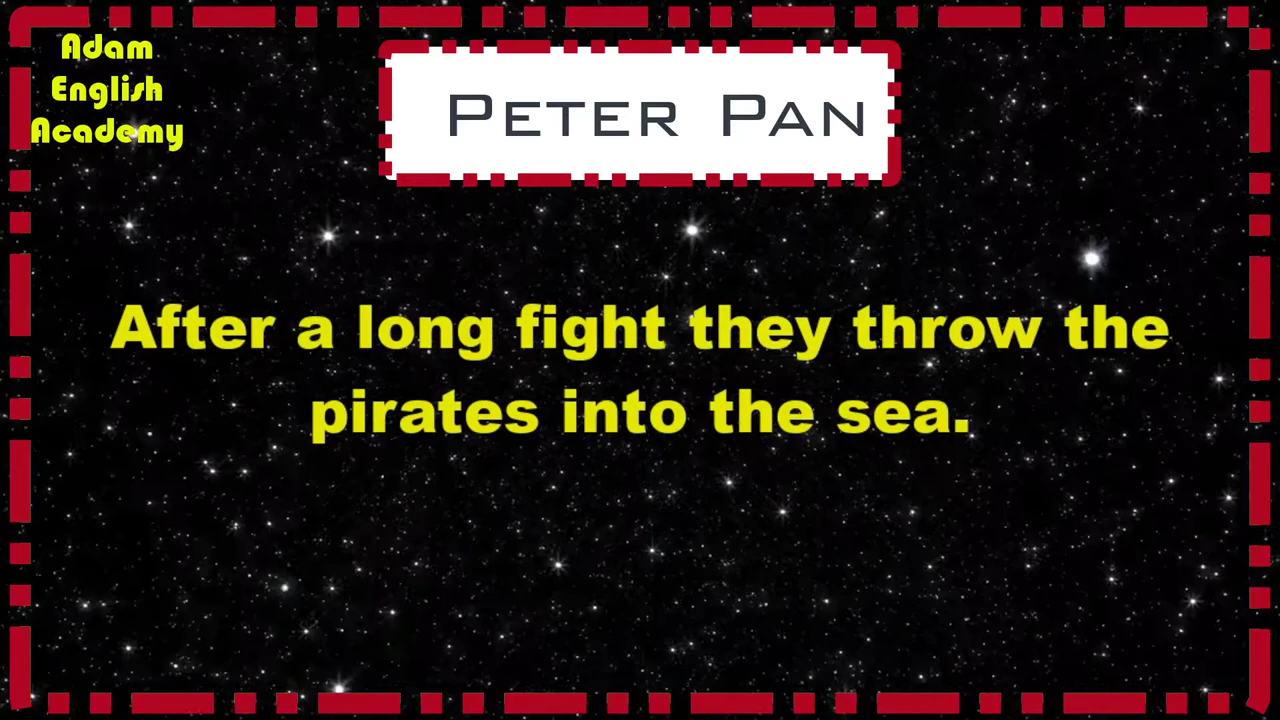 Adam
English
Academy
PETER PAN
After a long fight they throw the
pirates into the sea.